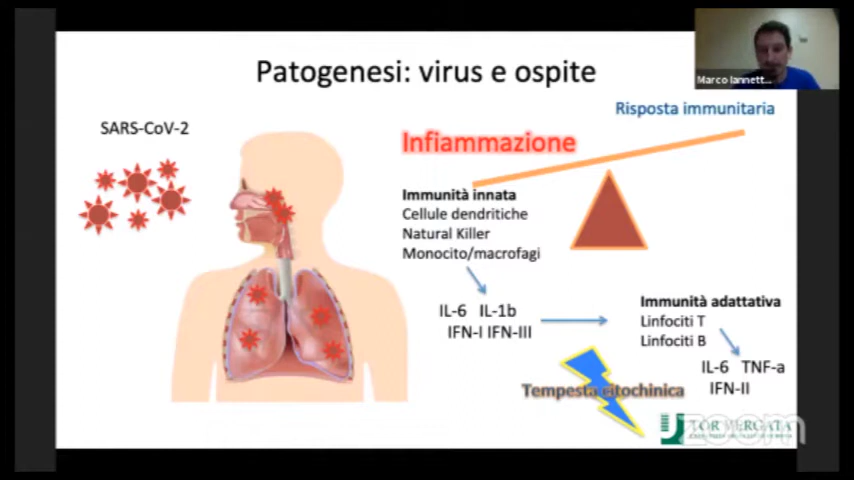 Patogenesi: virus e ospite
Marco Iannett...
SARS-CoV-2
Risposta immunitaria
Infiammazione
Immunità innata
Cellule dendritiche
Natural Killer
Monocito/macrofagi
IL-6 IL-1b
IFN-I IFN-III
Immunità adattativa
Linfociti T
Linfociti B
IL-6 TNF-a
IFN-II
Tempesta citochinica
TOR VERGATA
zoom